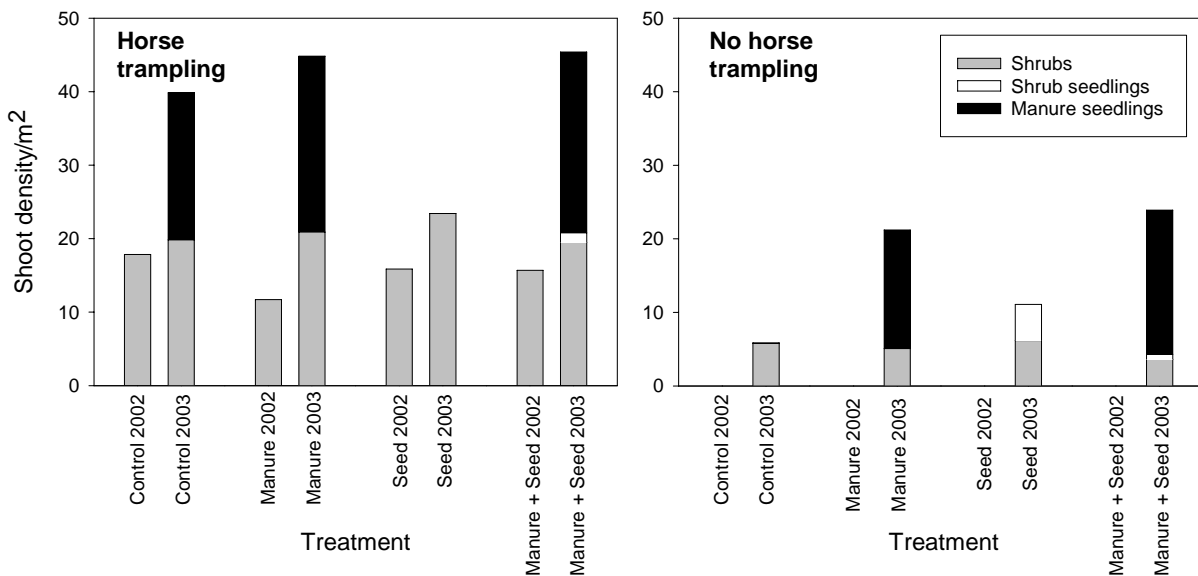 Shoot density/m2
50
40
30
20
10
0
Horse
trampling
Control 2002
Control 2003
Manure 2002
Manure 2003
Seed 2002
Seed 2003
Manure + Seed 2002
Manure + Seed 2003
Treatment
50
40
30
20
10
0
No horse
trampling
Shrubs
Shrub seedlings
Manure seedlings
Control 2002
Control 2003
Manure 2002
Manure 2003
Seed 2002
Seed 2003
Manure + Seed 2002
Manure + Seed 2003
Treatment